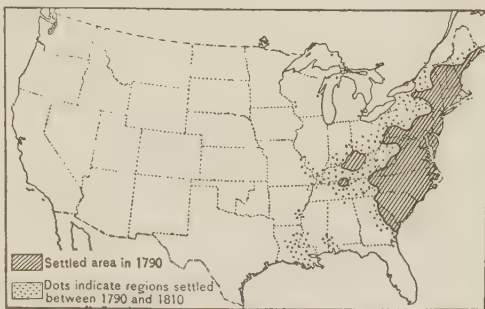 Settled area in 1790
Dots indicate regions settled
between 1790 and 1810